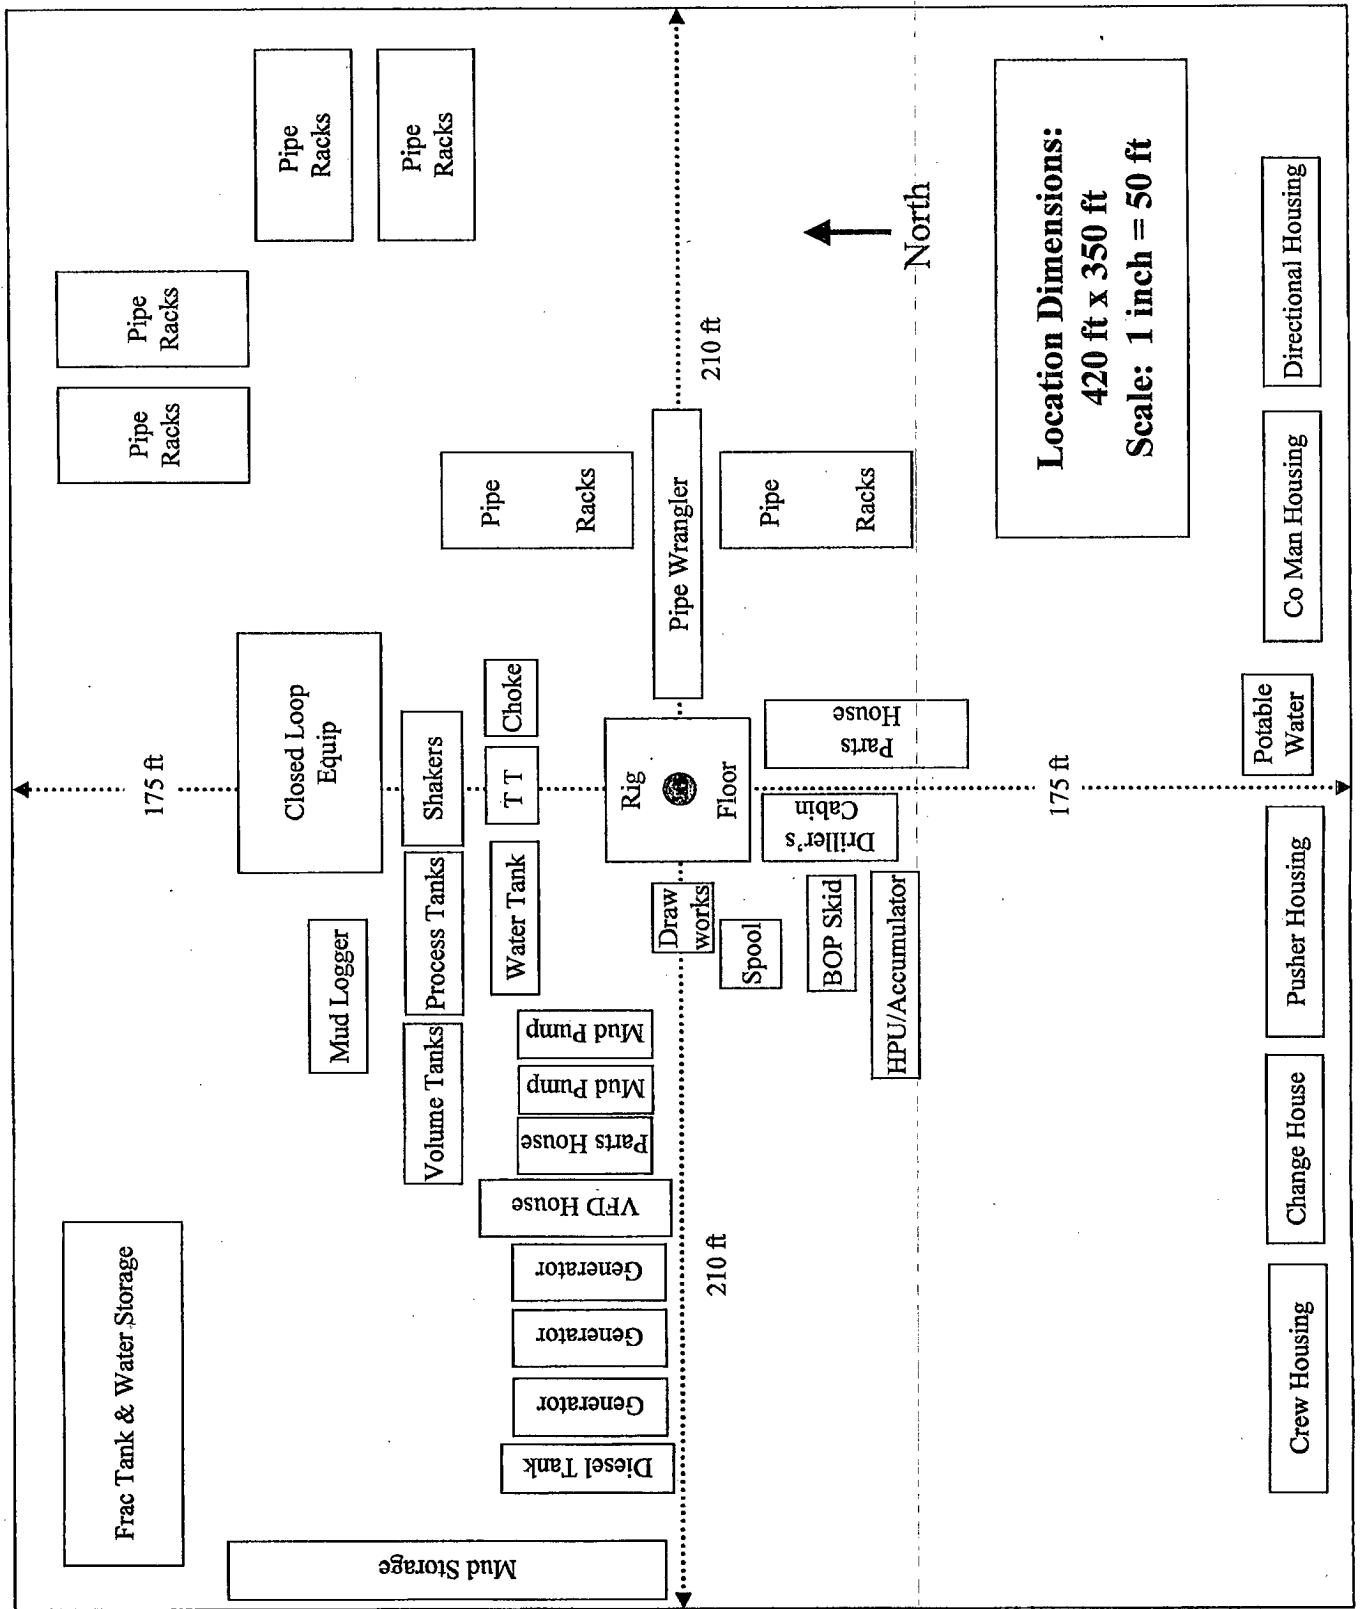 Pipe
Racks
Pipe
Racks
Pipe
Racks
Pipe
Racks
210 ft
North
Location Dimensions:
420 ft x 350 ft
Scale: 1 inch = 50 ft
Directional Housing
Pipe
Racks
Pipe Wrangler
Pipe
Racks
Co Man Housing
175 ft
Closed Loop
Equip
Shakers
Choke
T T
Rig
Floor
Parts
House
Driller's
Cabin
175 ft
Potable
Water
Mud Logger
Process Tanks
Water Tank
Draw
works
Spool
BOP Skid
HPU/Accumulator
Pusher Housing
Volume Tanks
Mud Pump
Mud Pump
Parts House
VFD House
Change House
Frac Tank & Water Storage
Generator
Generator
Generator
Diesel Tank
210 ft
Crew Housing
Mud Storage